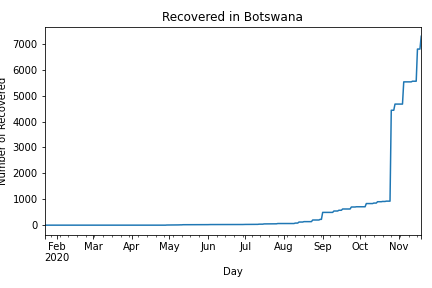 Recovered in Botswana
Number of Recovered
7000
6000
5000
4000
3000
2000
1000
0
Feb Mar Apr May Jun Jul Aug Sep Oct Nov
2020
Day